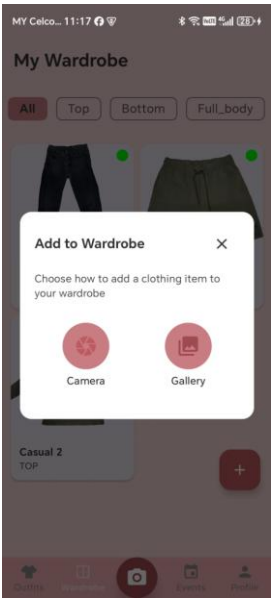 MY Celco... 11:17
28
My Wardrobe
All Top Bottom Full_body
Add to Wardrobe
Choose how to add a clothing item to
your wardrobe
Camera Gallery
Casual 2
TOP
+
Outfits Wardrobe Events Profile